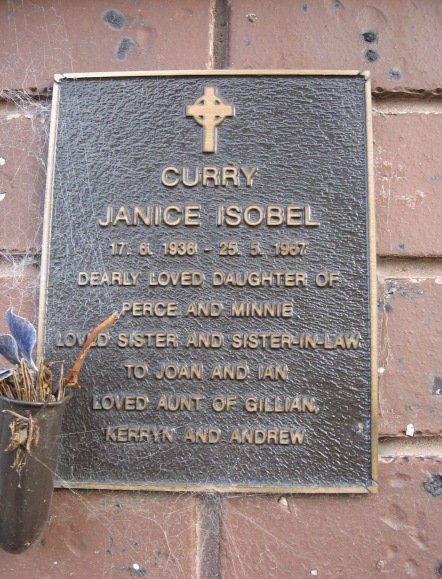 CURRY
JANICE ISOBEL
17. 6. 1936 - 25. 5. 1967
DEARLY LOVED DAUGHTER OF
PERCE AND MINNIE
LOVED SISTER AND SISTER-IN-LAW
TO JOAN AND IAN
LOVED AUNT OF GILLIAN,
KERRYN AND ANDREW